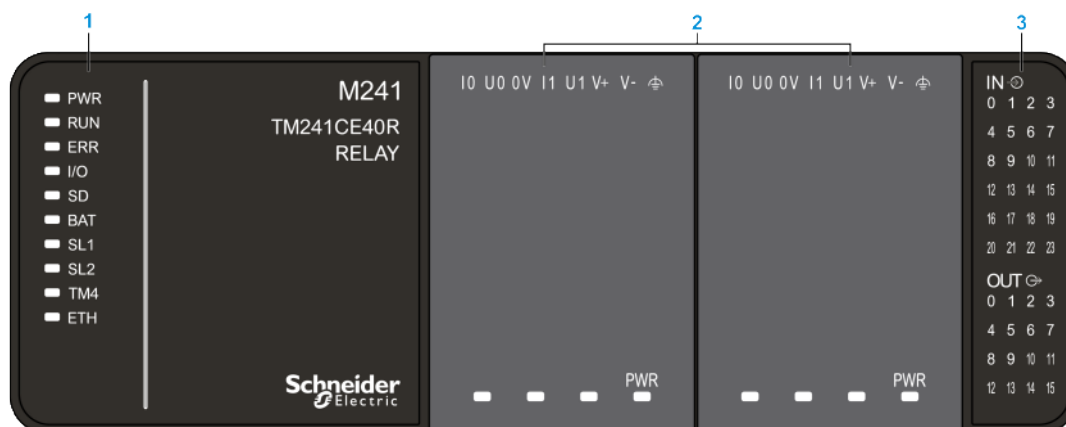 1
2
3
PWR
RUN
ERR
I/O
SD
BAT
SL1
SL2
TM4
ETH
M241
TM241CE40R
RELAY
Schneider
Electric
I0 U0 0V I1 U1 V+ V-
PWR
I0 U0 0V I1 U1 V+ V-
PWR
IN
0 1 2 3
4 5 6 7
8 9 10 11
12 13 14 15
16 17 18 19
20 21 22 23
OUT
0 1 2 3
4 5 6 7
8 9 10 11
12 13 14 15